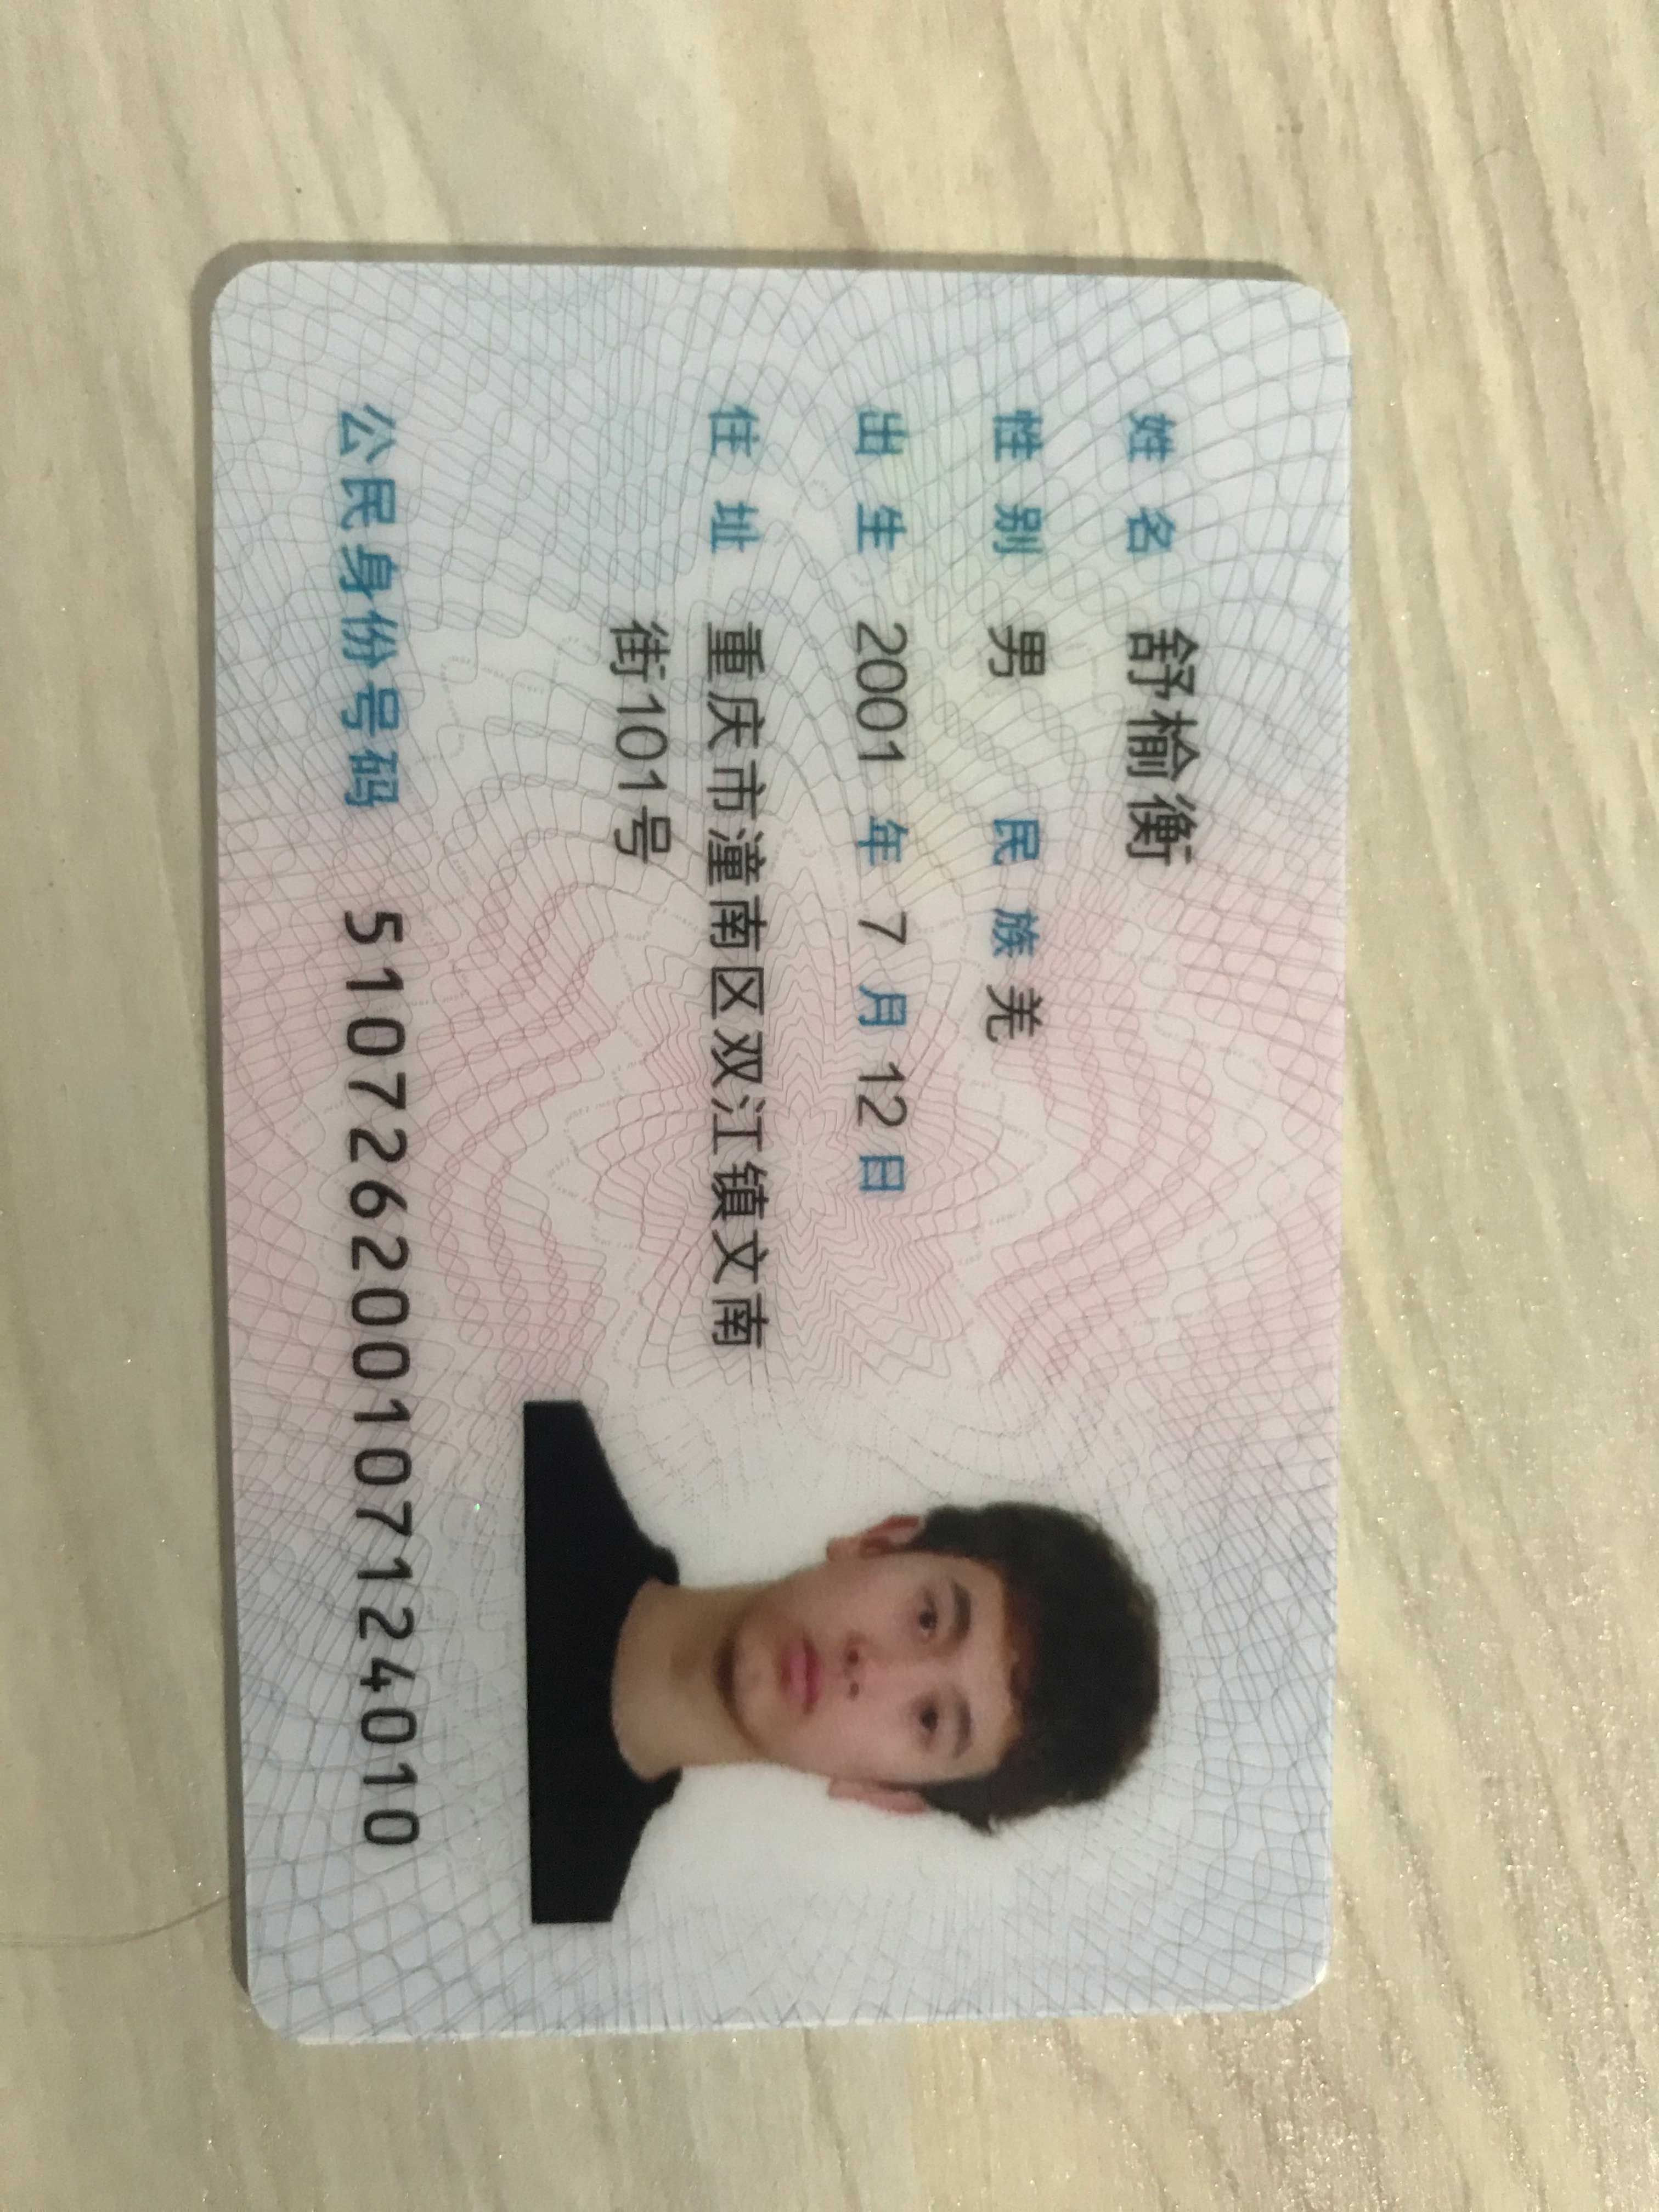 姓名 舒榆衡
性别 男 民族 羌
出生 2001 年 7 月 12 日
住址 重庆市潼南区双江镇文南
街101号
公民身份号码 510726200107124010